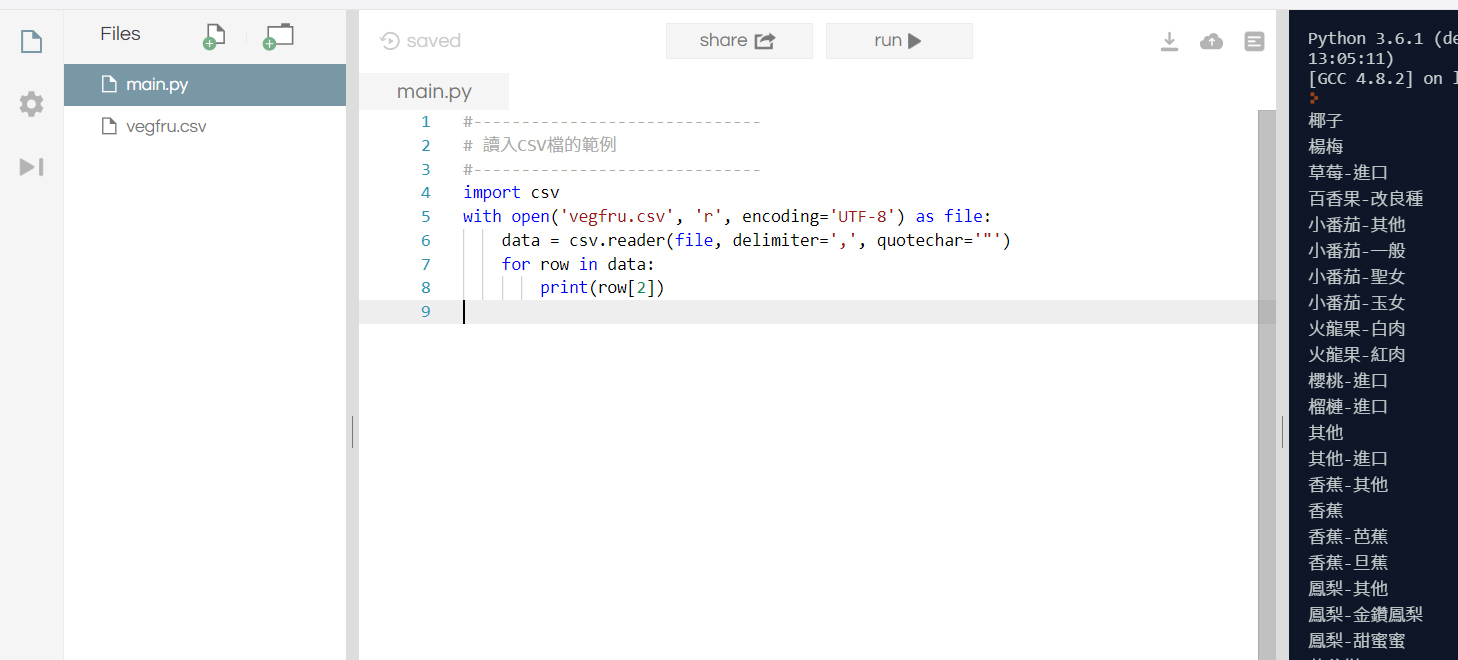 Files
main.py
vegfru.csv
saved
share
run
main.py
1 #------------------------------
2 # 讀入CSV檔的範例
3 #------------------------------
4 import csv
5 with open('vegfru.csv', 'r', encoding='UTF-8') as file:
6 data = csv.reader(file, delimiter=',', quotechar='"')
7 for row in data:
8 print(row[2])
9
Python 3.6.1 (de
13:05:11)
[GCC 4.8.2] on l
椰子
楊梅
草莓-進口
百香果-改良種
小番茄-其他
小番茄-一般
小番茄-聖女
小番茄-玉女
火龍果-白肉
火龍果-紅肉
櫻桃-進口
榴槤-進口
其他
其他-進口
香蕉-其他
香蕉
香蕉-芭蕉
香蕉-旦蕉
鳳梨-其他
鳳梨-金鑽鳳梨
鳳梨-甜蜜蜜